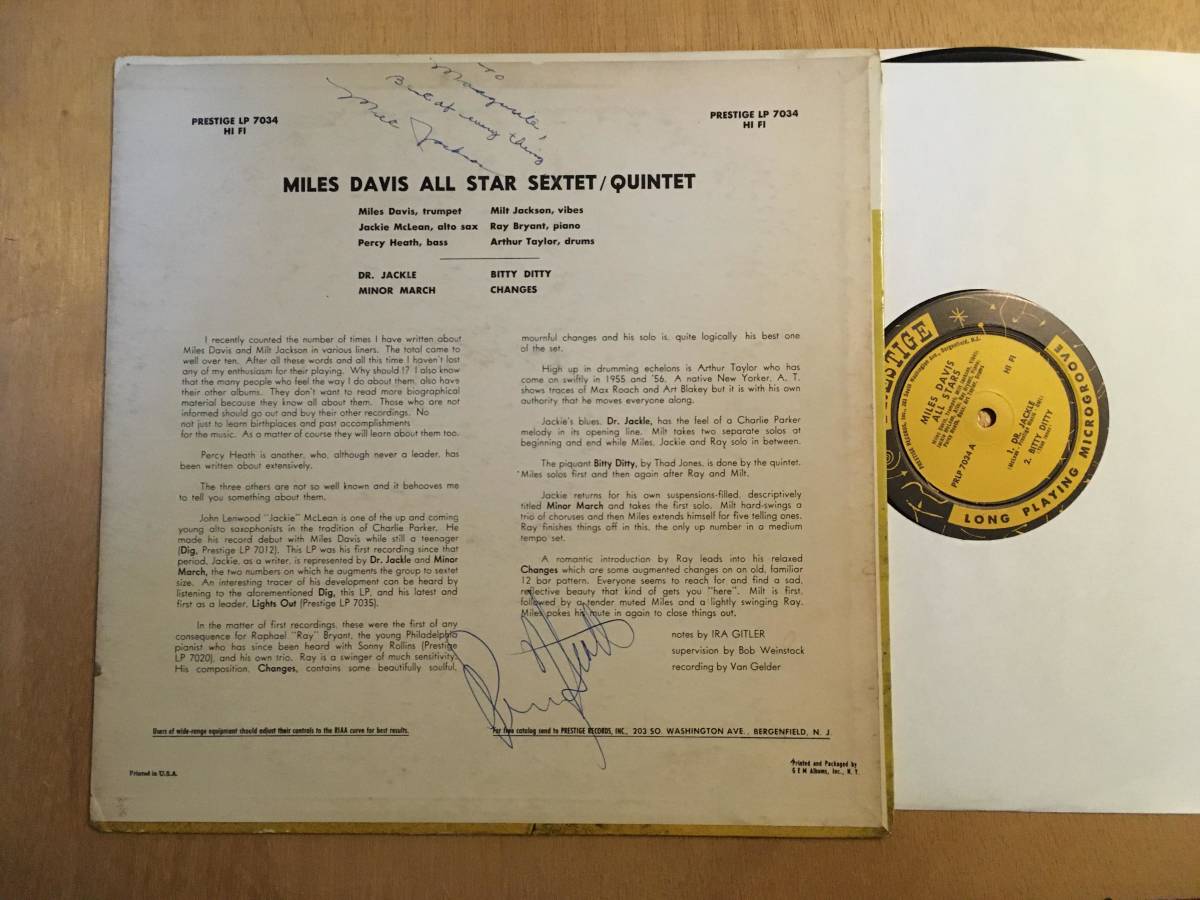 To
Marguerite,
Best of every thing
Milt Jackson
PRESTIGE LP 7034
HI FI
PRESTIGE LP 7034
HI FI
MILES DAVIS ALL STAR SEXTET/QUINTET
Miles Davis, trumpet
Jackie McLean, alto sax
Percy Heath, bass
Milt Jackson, vibes
Ray Bryant, piano
Arthur Taylor, drums
DR. JACKLE
MINOR MARCH
BITTY DITTY
CHANGES
I recently counted the number of times I have written about
Miles Davis and Milt Jackson in various liners. The total came to
well over ten. After all these words and all this time I haven't lost
any of my enthusiasm for their playing. Why should I? I also know
that the many people who feel the way I do about them, also have
their other albums. They don't want to read more biographical
material because they know all about them. Those who are not
informed should go out and buy their other recordings. No
not just to learn birthplaces and past accomplishments
for the music. As a matter of course they will learn about them too.
Percy Heath is another, who, although never a leader, has
been written about extensively.
The three others are not so well known and it behooves me
to tell you something about them.
John Lenwood "Jackie" McLean is one of the up and coming
young alto saxophonists in the tradition of Charlie Parker. He
made his record debut with Miles Davis while still a teenager
(Dig, Prestige LP 7012). This LP was his first recording since that
period. Jackie, as a writer, is represented by Dr. Jackle and Minor
March, the two numbers on which he augments the group to sextet
size. An interesting tracer of his development can be heard by
listening to the aforementioned Dig, this LP, and his latest and
first as a leader, Lights Out (Prestige LP 7035).
In the matter of first recordings, these were the first of any
consequence for Raphael "Ray" Bryant, the young Philadelphia
pianist who has since been heard with Sonny Rollins (Prestige
LP 7020), and his own trio. Ray is a swinger of much sensitivity.
His composition, Changes, contains some beautifully soulful,
mournful changes and his solo is, quite logically his best one
of the set.
High up in drumming echelons is Arthur Taylor who has
come on swiftly in 1955 and '56. A native New Yorker, A. T.
shows traces of Max Roach and Art Blakey but it is with his own
authority that he moves everyone along.
Jackie's blues, Dr. Jackle, has the feel of a Charlie Parker
melody in its opening line. Milt takes two separate solos at
beginning and end while Miles, Jackie and Ray solo in between.
The piquant Bitty Ditty, by Thad Jones, is done by the quintet.
Miles solos first and then again after Ray and Milt.
Jackie returns for his own suspensions-filled, descriptively
titled Minor March and takes the first solo. Milt hard-swings a
trio of choruses and then Miles extends himself for five telling ones.
Ray finishes things off in this, the only up number in a medium
tempo set.
A romantic introduction by Ray leads into his relaxed
Changes which are some augmented changes on an old, familiar
12 bar pattern. Everyone seems to reach for and find a sad,
reflective beauty that kind of gets you "here". Milt is first,
followed by a tender muted Miles and a lightly swinging Ray.
Miles pokes his mute in again to close things out.
notes by IRA GITLER
supervision by Bob Weinstock
recording by Van Gelder
Percy Heath
Users of wide-range equipment should adjust their controls to the RIAA curve for best results.
For free catalog send to PRESTIGE RECORDS, INC., 203 SO. WASHINGTON AVE., BERGENFIELD, N. J.
Printed in U.S.A.
Printed and Packaged by
GEM Albums, Inc., N. Y.
PRESTIGE
MILES DAVIS
ALL STARS
HI FI
1. DR. JACKLE
2. BITTY DITTY
PRLP 7034 A
LONG PLAYING MICROGROOVE